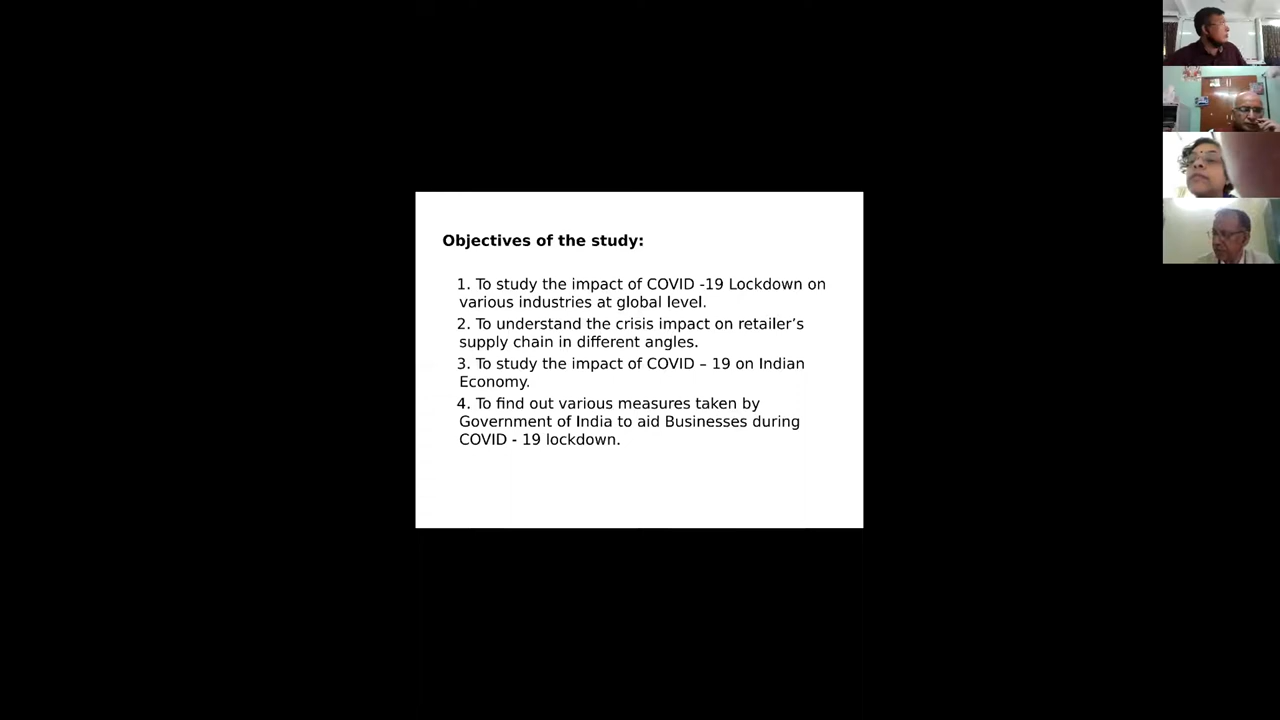 Objectives of the study:
1. To study the impact of COVID -19 Lockdown on
various industries at global level.
2. To understand the crisis impact on retailer’s
supply chain in different angles.
3. To study the impact of COVID – 19 on Indian
Economy.
4. To find out various measures taken by
Government of India to aid Businesses during
COVID - 19 lockdown.